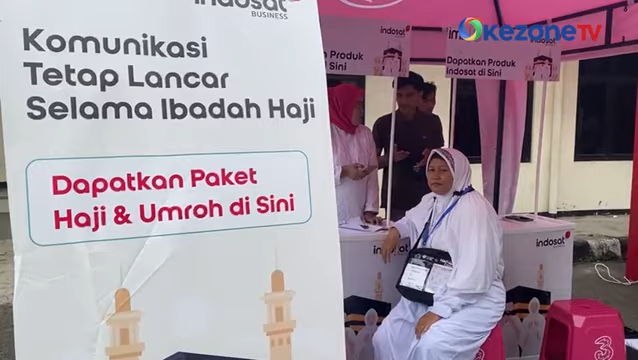 indosat
BUSINESS
Komunikasi
Tetap Lancar
Selama Ibadah Haji
Dapatkan Paket
Haji & Umroh di Sini
OkezoneTV
Dapatkan Produk
Indosat di Sini
indosat
3